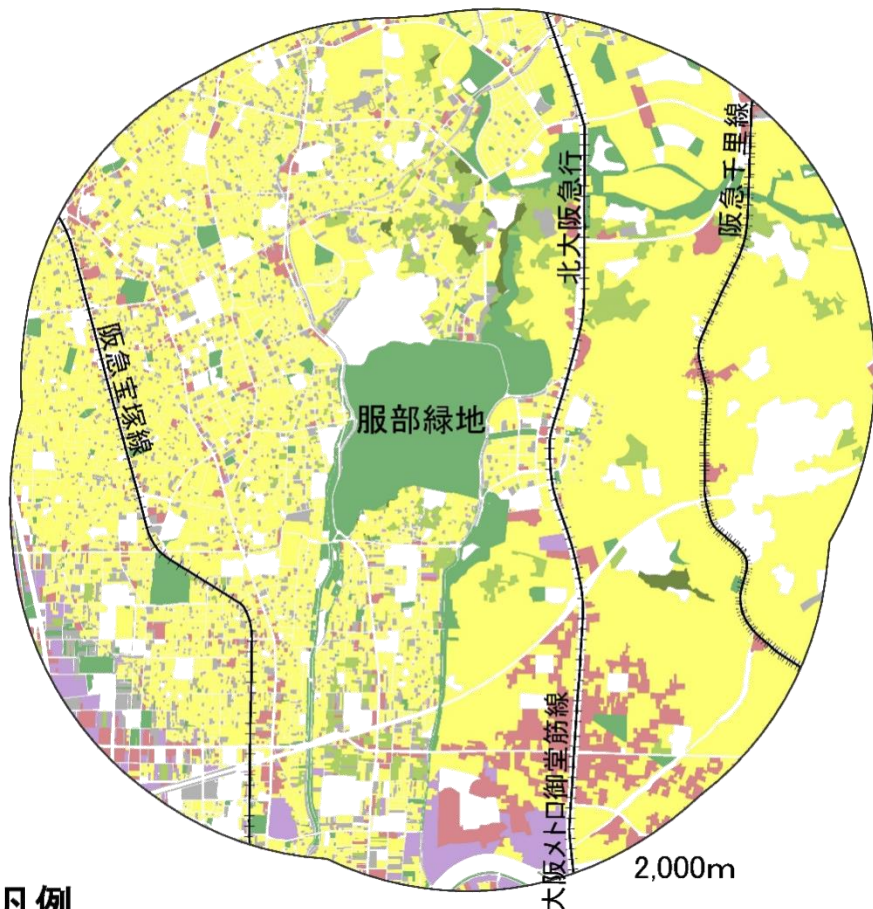 北大阪急行
阪急千里線
阪急宝塚線
服部緑地
大阪メトロ御堂筋線
2,000m
凡例